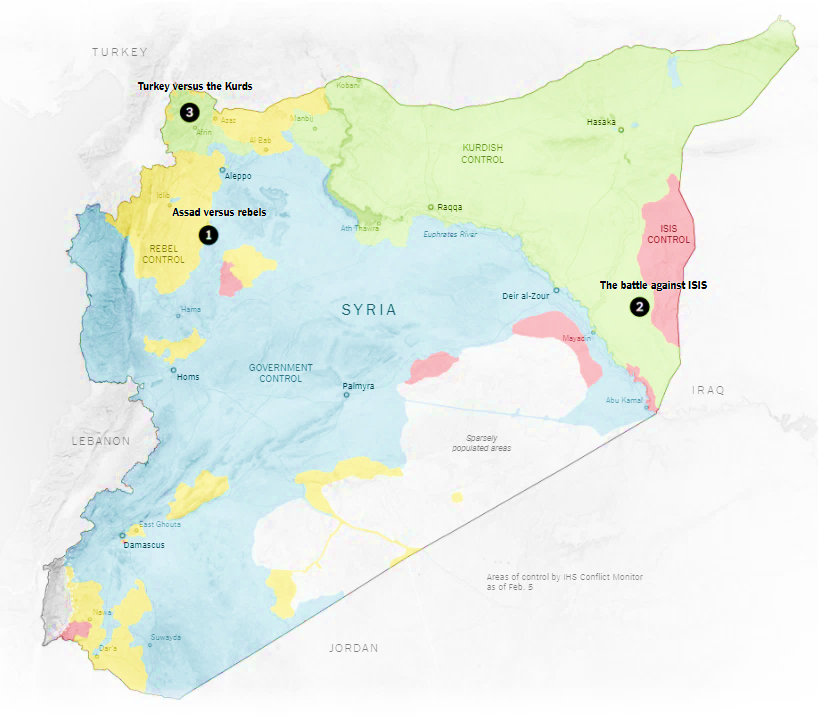 TURKEY
Turkey versus the Kurds
3
Kobani
Afrin
Azaz
Manbij
Al Bab
Hasaka
KURDISH
CONTROL
Aleppo
Idlib
Raqqa
Assad versus rebels
1
Ath Thawra
Euphrates River
ISIS
CONTROL
REBEL
CONTROL
The battle against ISIS
2
Deir al-Zour
Hama
SYRIA
Mayadin
GOVERNMENT
CONTROL
Homs
Palmyra
IRAQ
Abu Kamal
LEBANON
Sparsely
populated areas
East Ghouta
Damascus
Areas of control by IHS Conflict Monitor
as of Feb. 5
Nawa
Suwayda
Dar'a
JORDAN